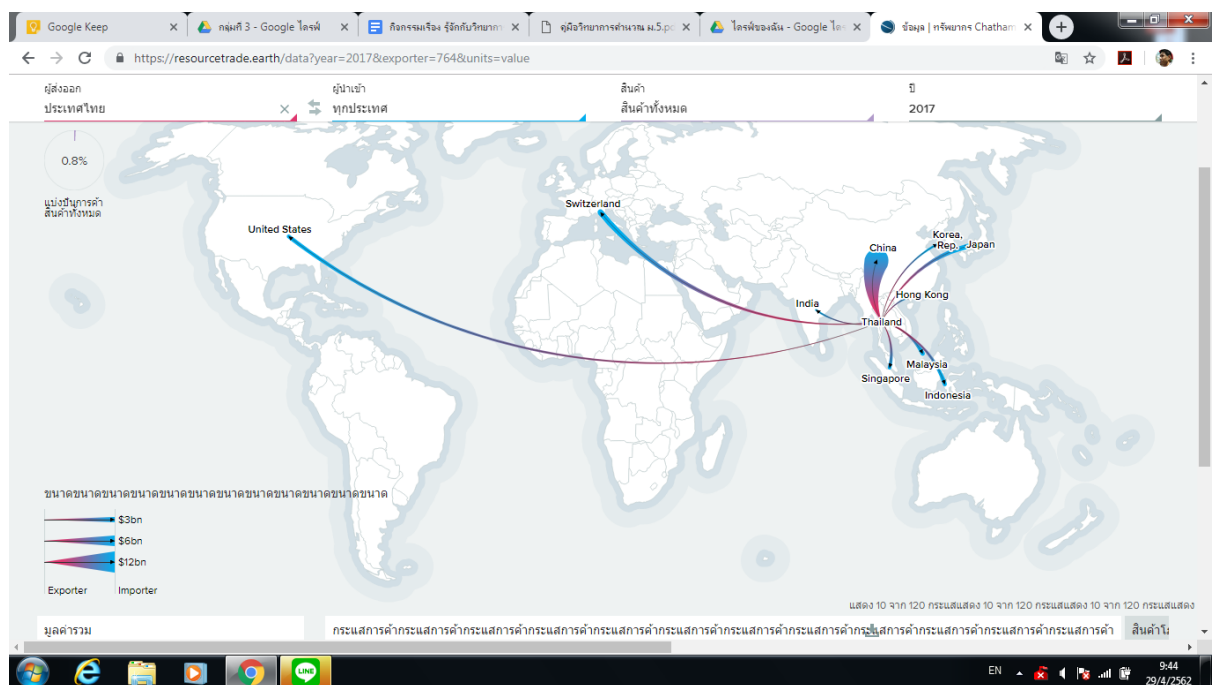 Google Keep
กลุ่มที่ 3 - Google ไดรฟ์
กิจกรรมเรื่อง รู้จักกับวิทยากา
คู่มือวิทยาการคำนวณ ม.5.pd
ไดรฟ์ของฉัน - Google ไดร
ข้อมูล | ทรัพยากร Chatham
https://resourcetrade.earth/data?year=2017&exporter=764&units=value
ผู้ส่งออก
ผู้นำเข้า
สินค้า
ปี
ประเทศไทย
ทุกประเทศ
สินค้าทั้งหมด
2017
0.8%
แบ่งปันการค้า
สินค้าทั้งหมด
United States
Switzerland
China
Korea,
Rep.
Japan
Hong Kong
India
Thailand
Malaysia
Singapore
Indonesia
ขนาดขนาดขนาดขนาดขนาดขนาดขนาดขนาดขนาดขนาดขนาดขนาด
$3bn
$6bn
$12bn
Exporter
Importer
แสดง 10 จาก 120 กระแสแสดง 10 จาก 120 กระแสแสดง 10 จาก 120 กระแสแสดง
มูลค่ารวม
กระแสการค้ากระแสการค้ากระแสการค้ากระแสการค้ากระแสการค้ากระแสการค้ากระแสการค้ากระแสการค้ากระแสการค้ากระแสการค้ากระแสการค้า
LINE
EN
9:44
29/4/2562